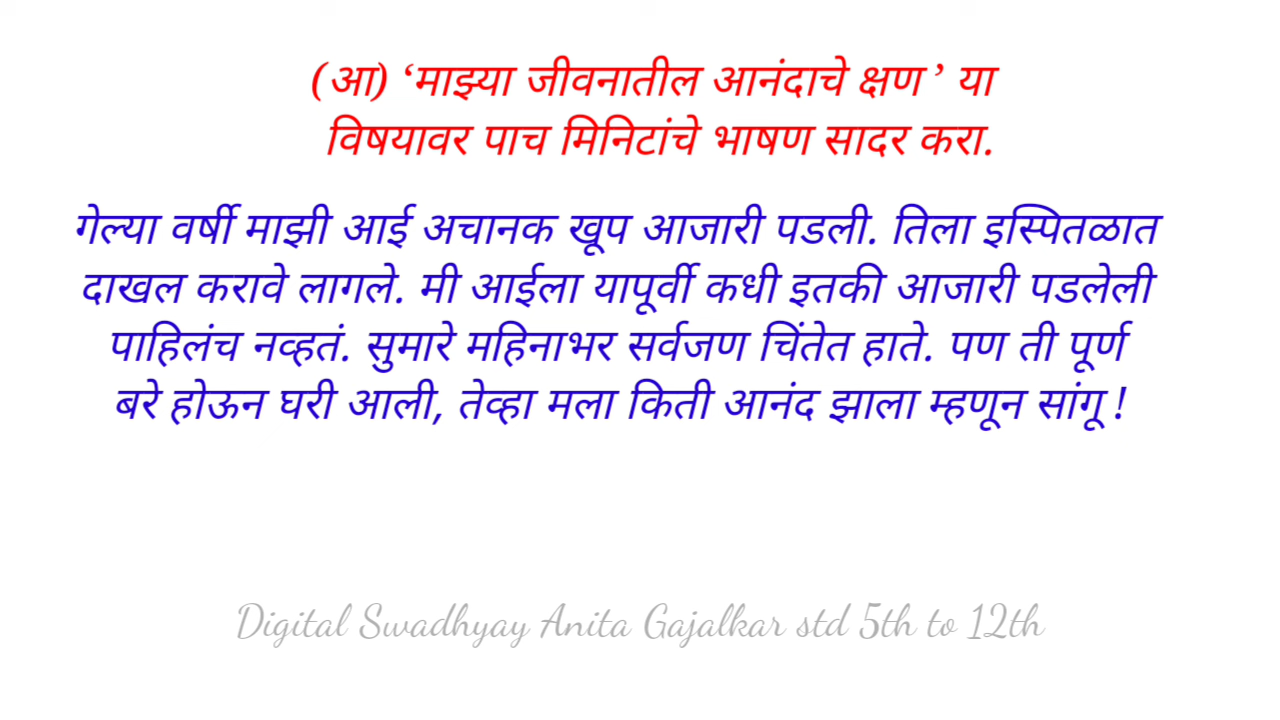 (आ) ‘माझ्या जीवनातील आनंदाचे क्षण’ या
विषयावर पाच मिनिटांचे भाषण सादर करा.
गेल्या वर्षी माझी आई अचानक खूप आजारी पडली. तिला इस्पितळात
दाखल करावे लागले. मी आईला यापूर्वी कधी इतकी आजारी पडलेली
पाहिलंच नव्हतं. सुमारे महिनाभर सर्वजण चिंतेत हाते. पण ती पूर्ण
बरे होऊन घरी आली, तेव्हा मला किती आनंद झाला म्हणून सांगू !
Digital Swadhyay Anita Gajalkar std 5th to 12th